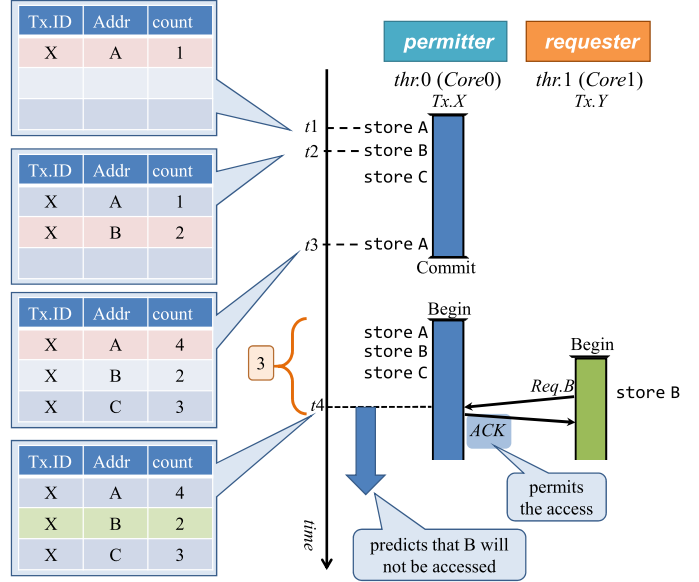 Tx.ID Addr count
X A 1
Tx.ID Addr count
X A 1
X B 2
Tx.ID Addr count
X A 4
X B 2
X C 3
Tx.ID Addr count
X A 4
X B 2
X C 3
permitter requester
thr.0 (Core0) thr.1 (Core1)
Tx.X Tx.Y
t1 store A
t2 store B
store C
t3 store A
Commit
Begin
store A
store B
store C
3
Begin
Req.B store B
t4
ACK
permits
the access
time
predicts that B will
not be accessed